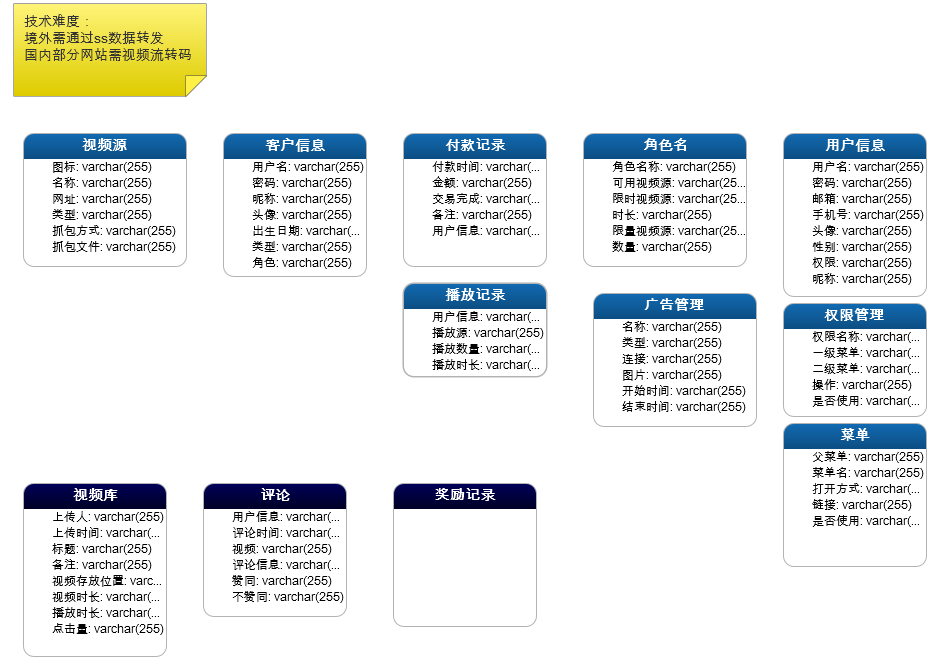 技术难度：
境外需通过ss数据转发
国内部分网站需视频流转码
视频源
图标: varchar(255)
名称: varchar(255)
网址: varchar(255)
类型: varchar(255)
抓包方式: varchar(255)
抓包文件: varchar(255)
客户信息
用户名: varchar(255)
密码: varchar(255)
昵称: varchar(255)
头像: varchar(255)
出生日期: varchar(...
类型: varchar(255)
角色: varchar(255)
付款记录
付款时间: varchar(...
金额: varchar(255)
交易完成: varchar(...
备注: varchar(255)
用户信息: varchar(...
角色名
角色名称: varchar(255)
可用视频源: varchar(25...
限时视频源: varchar(25...
时长: varchar(255)
限量视频源: varchar(25...
数量: varchar(255)
用户信息
用户名: varchar(255)
密码: varchar(255)
邮箱: varchar(255)
手机号: varchar(255)
头像: varchar(255)
性别: varchar(255)
权限: varchar(255)
昵称: varchar(255)
播放记录
用户信息: varchar(...
播放源: varchar(255)
播放数量: varchar(...
播放时长: varchar(...
广告管理
名称: varchar(255)
类型: varchar(255)
连接: varchar(255)
图片: varchar(255)
开始时间: varchar(255)
结束时间: varchar(255)
权限管理
权限名称: varchar(...
一级菜单: varchar(...
二级菜单: varchar(...
操作: varchar(255)
是否使用: varchar(...
菜单
父菜单: varchar(255)
菜单名: varchar(255)
打开方式: varchar(...
链接: varchar(255)
是否使用: varchar(...
视频库
上传人: varchar(255)
上传时间: varchar(...
标题: varchar(255)
备注: varchar(255)
视频存放位置: varc...
视频时长: varchar(...
播放时长: varchar(...
点击量: varchar(255)
评论
用户信息: varchar(...
评论时间: varchar(...
视频: varchar(255)
评论信息: varchar(...
赞同: varchar(255)
不赞同: varchar(255)
奖励记录